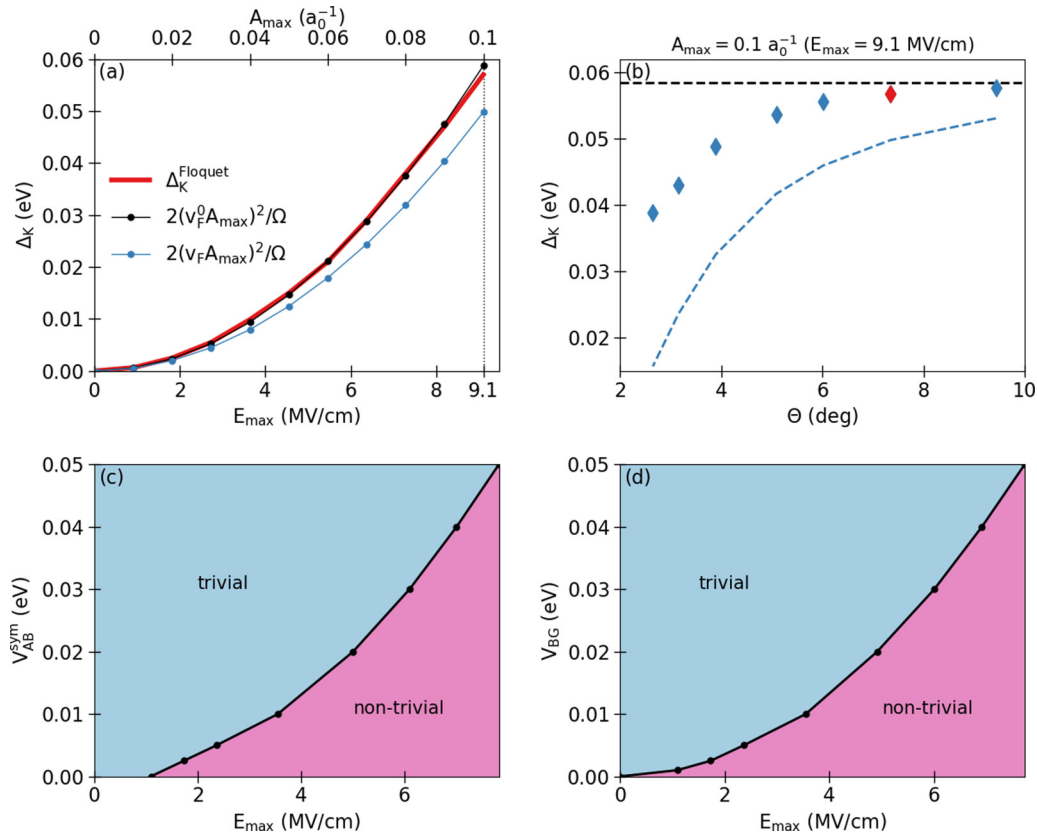 A_max (a_0^-1)
0 0.02 0.04 0.06 0.08 0.1
(a)
0.06
0.05
0.04
0.03
0.02
0.01
0.00
Δ_K (eV)
Δ_K^Floquet
2(v_F^0 A_max)^2/Ω
2(v_F A_max)^2/Ω
0 2 4 6 8 9.1
E_max (MV/cm)
A_max = 0.1 a_0^-1 (E_max = 9.1 MV/cm)
(b)
0.06
0.05
0.04
0.03
0.02
Δ_K (eV)
2 4 6 8 10
Θ (deg)
(c)
0.05
0.04
0.03
0.02
0.01
0.00
V_AB^sym (eV)
trivial
non-trivial
0 2 4 6
E_max (MV/cm)
(d)
0.05
0.04
0.03
0.02
0.01
0.00
V_BG (eV)
trivial
non-trivial
0 2 4 6
E_max (MV/cm)